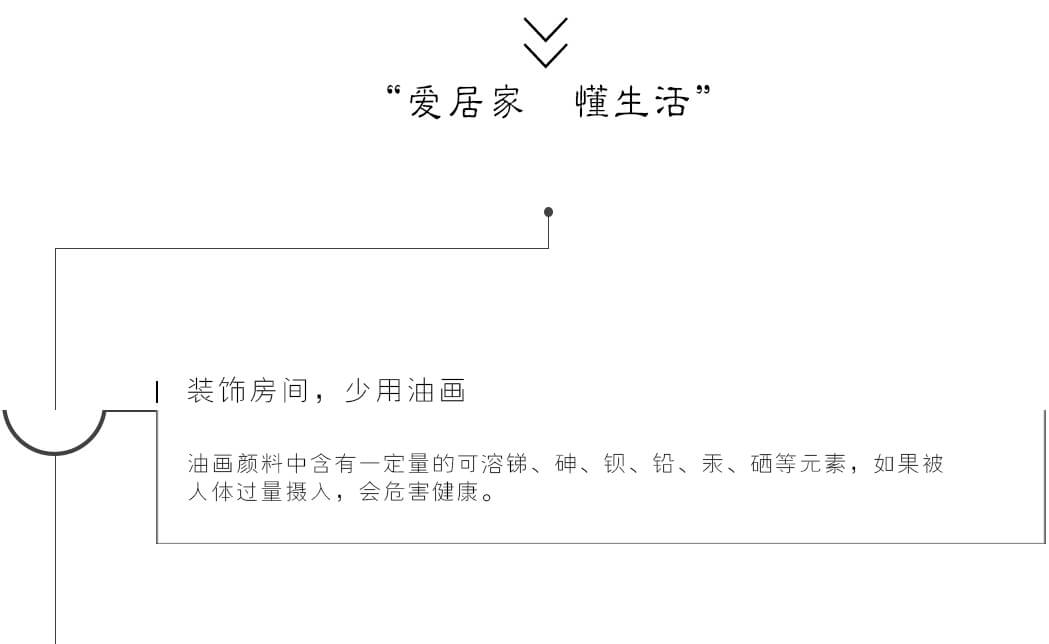 “爱居家 懂生活”
装饰房间，少用油画
油画颜料中含有一定量的可溶锑、砷、钡、铅、汞、硒等元素，如果被
人体过量摄入，会危害健康。